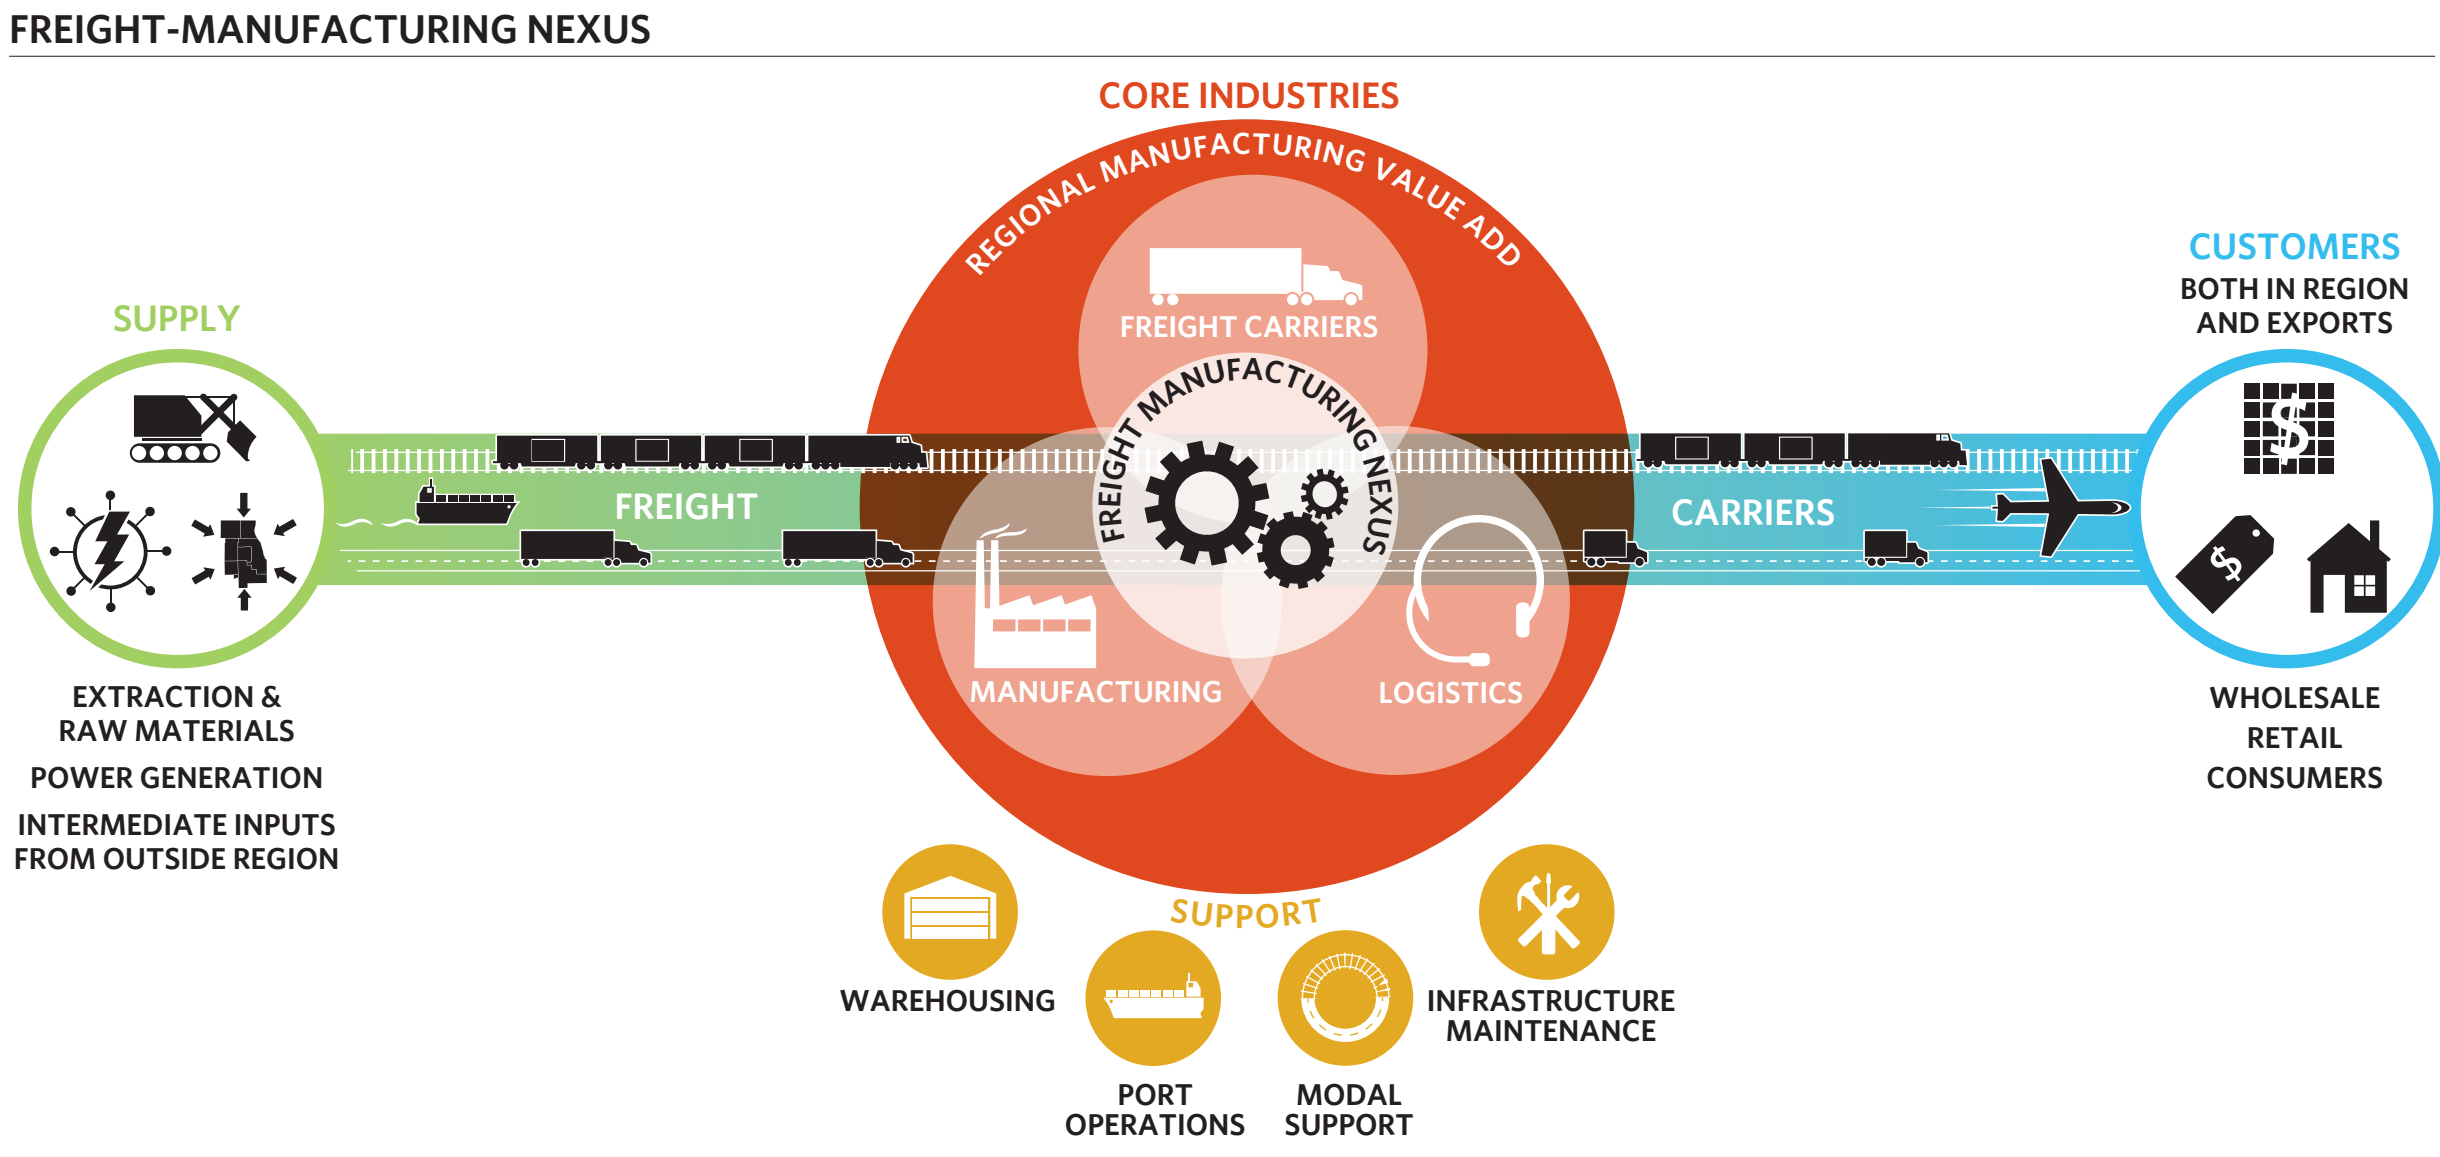 FREIGHT-MANUFACTURING NEXUS
CORE INDUSTRIES
REGIONAL MANUFACTURING VALUE ADD
FREIGHT CARRIERS
FREIGHT MANUFACTURING NEXUS
MANUFACTURING
LOGISTICS
SUPPLY
EXTRACTION &
RAW MATERIALS
POWER GENERATION
INTERMEDIATE INPUTS
FROM OUTSIDE REGION
FREIGHT
CARRIERS
CUSTOMERS
BOTH IN REGION
AND EXPORTS
$
$
WHOLESALE
RETAIL
CONSUMERS
SUPPORT
WAREHOUSING
PORT
OPERATIONS
MODAL
SUPPORT
INFRASTRUCTURE
MAINTENANCE